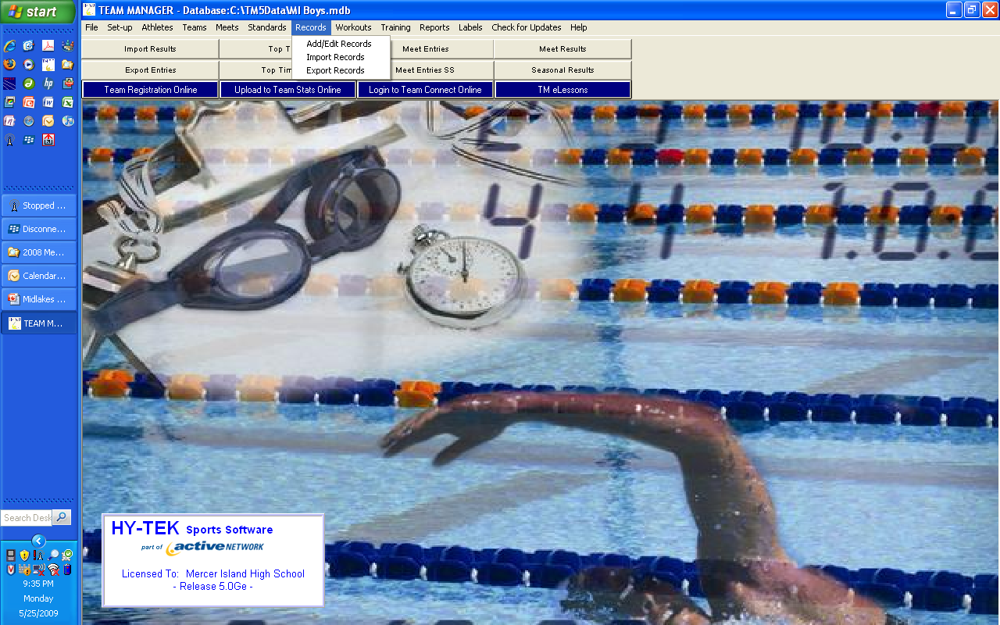 start
TEAM MANAGER - Database:C:\TM5Data\MI Boys.mdb
File Set-up Athletes Teams Meets Standards Records Workouts Training Reports Labels Check for Updates Help
Add/Edit Records
Import Records
Export Records
Import Results Top T Meet Entries Meet Results
Export Entries Top Tim Meet Entries SS Seasonal Results
Team Registration Online Upload to Team Stats Online Login to Team Connect Online TM eLessons
Stopped ...
Disconne...
2008 Me...
Calendar...
Midlakes ...
TEAM M...
Search Desk
9:35 PM
Monday
5/25/2009
4
HY-TEK Sports Software
part of active NETWORK
Licensed To: Mercer Island High School
- Release 5.0Ge -